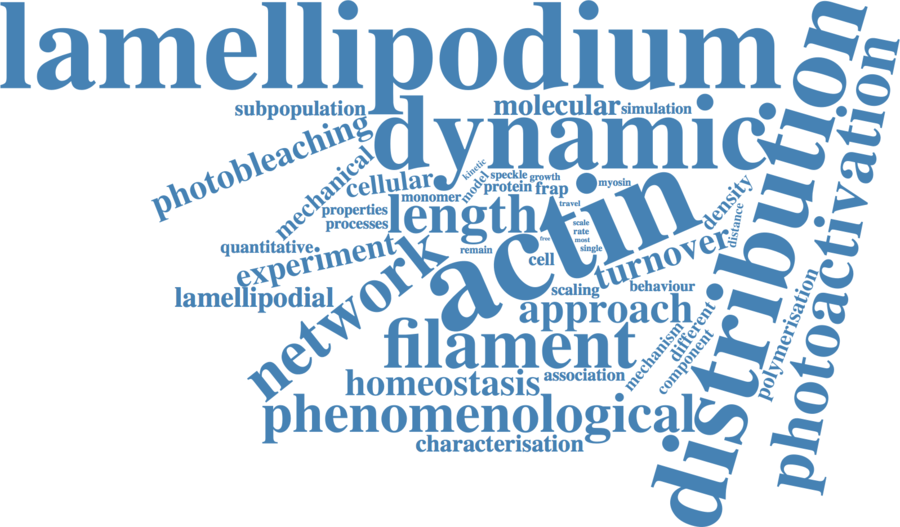 lamellipodium
subpopulation
molecular
simulation
dynamic
distribution
photoactivation
photobleaching
mechanical
cellular
kinetic
model
speckle
growth
protein
frap
myosin
monomer
travel
properties
processes
length
actin
density
distance
scale
rate
most
single
free
remain
quantitative
experiment
cell
turnover
lamellipodial
network
scaling
behaviour
approach
polymerisation
filament
mechanism
different
component
homeostasis
association
phenomenological
characterisation